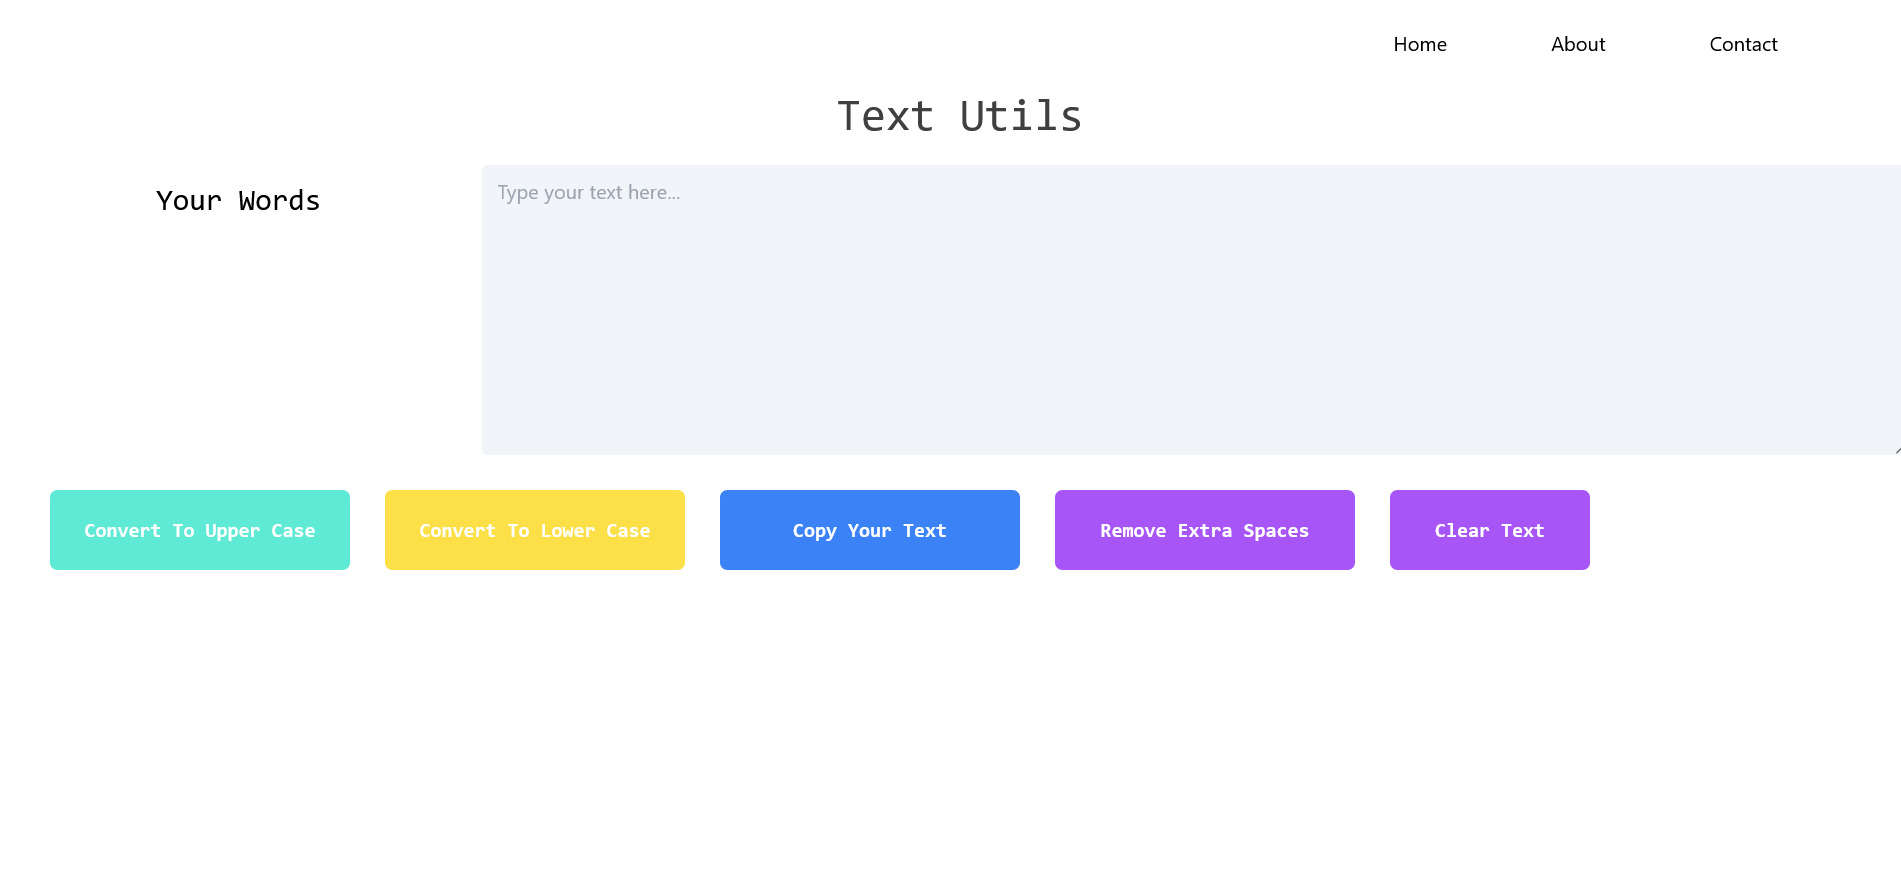 Home About Contact
Text Utils
Your Words
Type your text here...
Convert To Upper Case Convert To Lower Case Copy Your Text Remove Extra Spaces Clear Text